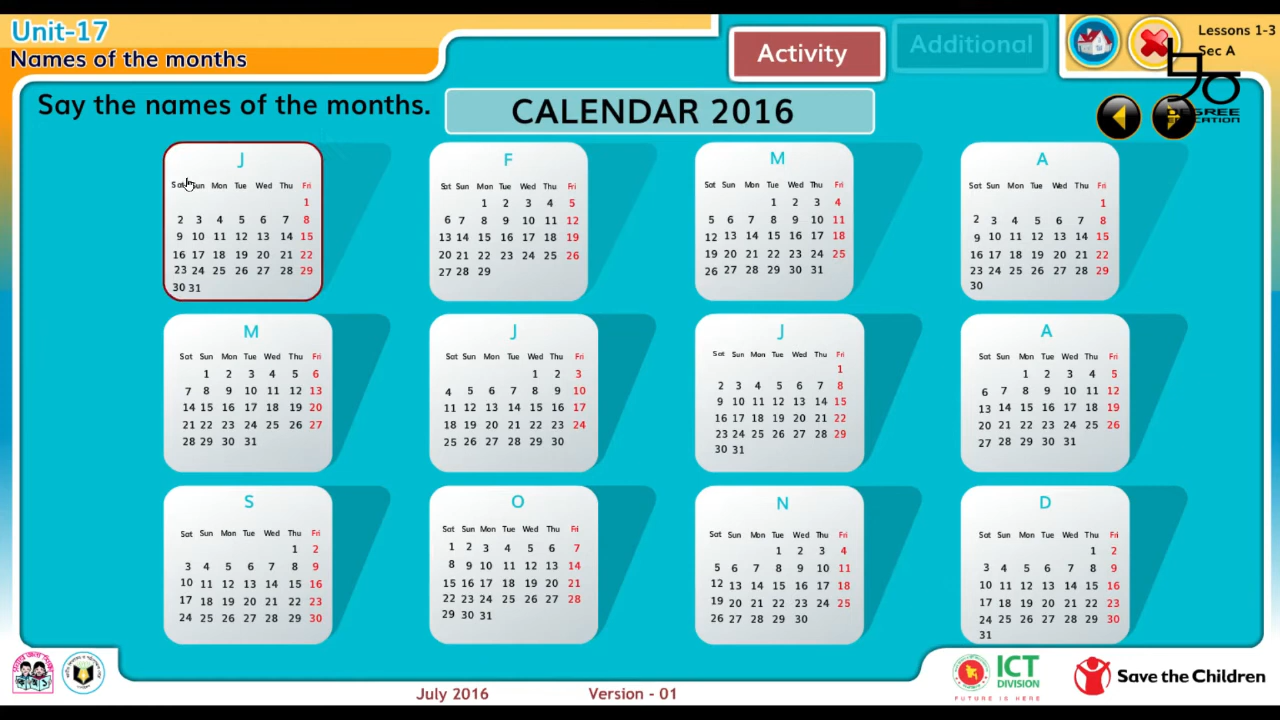 Unit-17
Names of the months
Activity
Additional
Lessons 1-3
Sec A
Say the names of the months.
CALENDAR 2016
DEGREE
EDUCATION
J
Sat Sun Mon Tue Wed Thu Fri
1
2 3 4 5 6 7 8
9 10 11 12 13 14 15
16 17 18 19 20 21 22
23 24 25 26 27 28 29
30 31
F
Sat Sun Mon Tue Wed Thu Fri
1 2 3 4 5
6 7 8 9 10 11 12
13 14 15 16 17 18 19
20 21 22 23 24 25 26
27 28 29
M
Sat Sun Mon Tue Wed Thu Fri
1 2 3 4
5 6 7 8 9 10 11
12 13 14 15 16 17 18
19 20 21 22 23 24 25
26 27 28 29 30 31
A
Sat Sun Mon Tue Wed Thu Fri
1
2 3 4 5 6 7 8
9 10 11 12 13 14 15
16 17 18 19 20 21 22
23 24 25 26 27 28 29
30
M
Sat Sun Mon Tue Wed Thu Fri
1 2 3 4 5 6
7 8 9 10 11 12 13
14 15 16 17 18 19 20
21 22 23 24 25 26 27
28 29 30 31
J
Sat Sun Mon Tue Wed Thu Fri
1 2 3
4 5 6 7 8 9 10
11 12 13 14 15 16 17
18 19 20 21 22 23 24
25 26 27 28 29 30
J
Sat Sun Mon Tue Wed Thu Fri
1
2 3 4 5 6 7 8
9 10 11 12 13 14 15
16 17 18 19 20 21 22
23 24 25 26 27 28 29
30 31
A
Sat Sun Mon Tue Wed Thu Fri
1 2 3 4 5
6 7 8 9 10 11 12
13 14 15 16 17 18 19
20 21 22 23 24 25 26
27 28 29 30 31
S
Sat Sun Mon Tue Wed Thu Fri
1 2
3 4 5 6 7 8 9
10 11 12 13 14 15 16
17 18 19 20 21 22 23
24 25 26 27 28 29 30
O
Sat Sun Mon Tue Wed Thu Fri
1 2 3 4 5 6 7
8 9 10 11 12 13 14
15 16 17 18 19 20 21
22 23 24 25 26 27 28
29 30 31
N
Sat Sun Mon Tue Wed Thu Fri
1 2 3 4
5 6 7 8 9 10 11
12 13 14 15 16 17 18
19 20 21 22 23 24 25
26 27 28 29 30
D
Sat Sun Mon Tue Wed Thu Fri
1 2
3 4 5 6 7 8 9
10 11 12 13 14 15 16
17 18 19 20 21 22 23
24 25 26 27 28 29 30
31
July 2016
Version - 01
ICT
DIVISION
FUTURE IS HERE
Save the Children